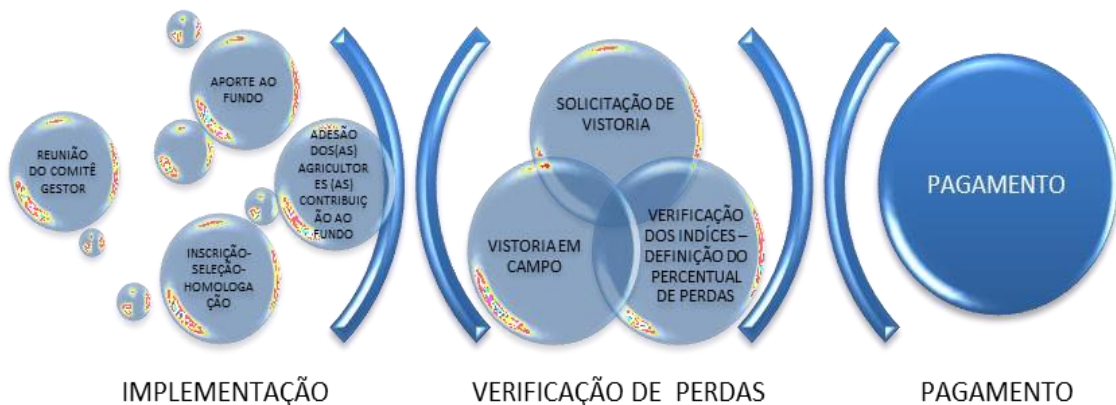 REUNIÃO
DO COMITÊ
GESTOR
APORTE AO
FUNDO
ADESÃO
DOS(AS)
AGRICULTOR
ES (AS)
CONTRIBUIÇ
ÃO AO
FUNDO
INSCRIÇÃO-
SELEÇÃO-
HOMOLOGA
ÇÃO
IMPLEMENTAÇÃO
SOLICITAÇÃO DE
VISTORIA
VISTORIA EM
CAMPO
VERIFICAÇÃO
DOS INDÍCES –
DEFINIÇÃO DO
PERCENTUAL
DE PERDAS
VERIFICAÇÃO DE PERDAS
PAGAMENTO
PAGAMENTO